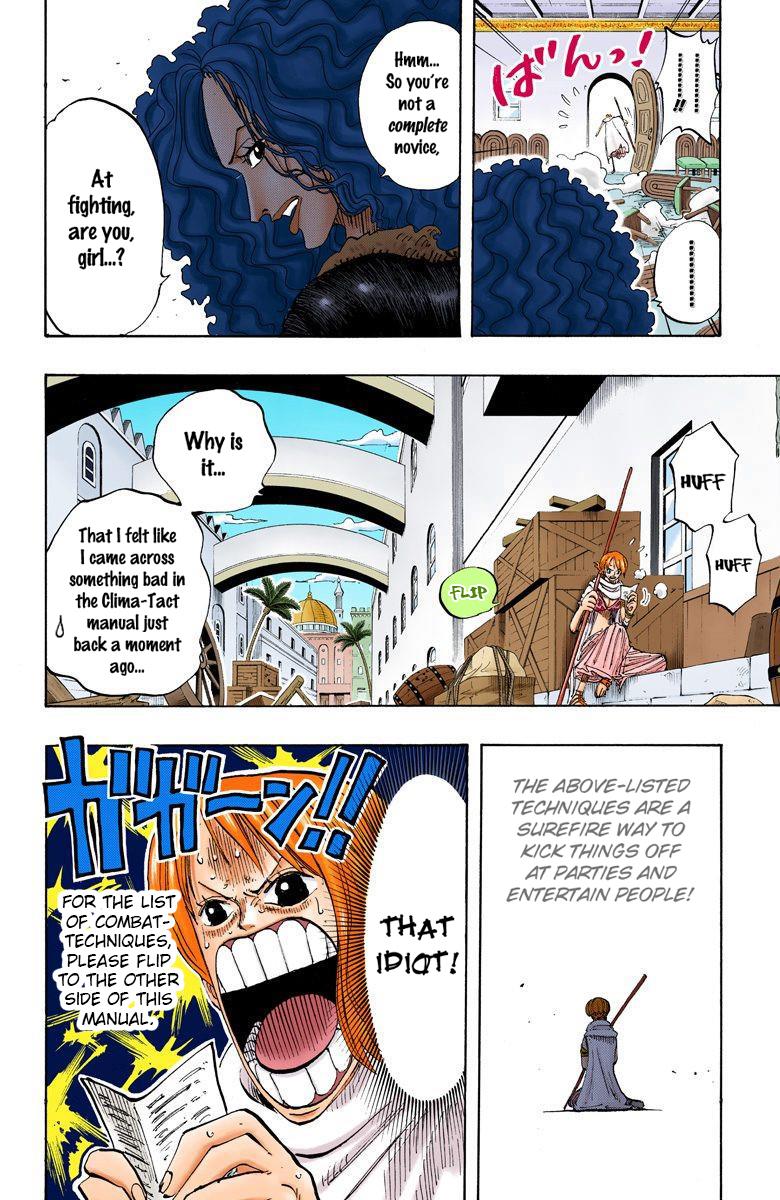 Hmm...
So you're
not a
complete
novice,
At
fighting,
are you,
girl...?
ばんっ!
HUFF
HUFF
FLIP
Why is
it...
That I felt like
I came across
something bad in
the Clima-Tact
manual just
back a moment
ago...
ガガーン!!
THAT
IDIOT!
FOR THE LIST
OF COMBAT-
TECHNIQUES,
PLEASE FLIP
TO THE OTHER
SIDE OF THIS
MANUAL.
THE ABOVE-LISTED
TECHNIQUES ARE A
SUREFIRE WAY TO
KICK THINGS OFF
AT PARTIES AND
ENTERTAIN PEOPLE!